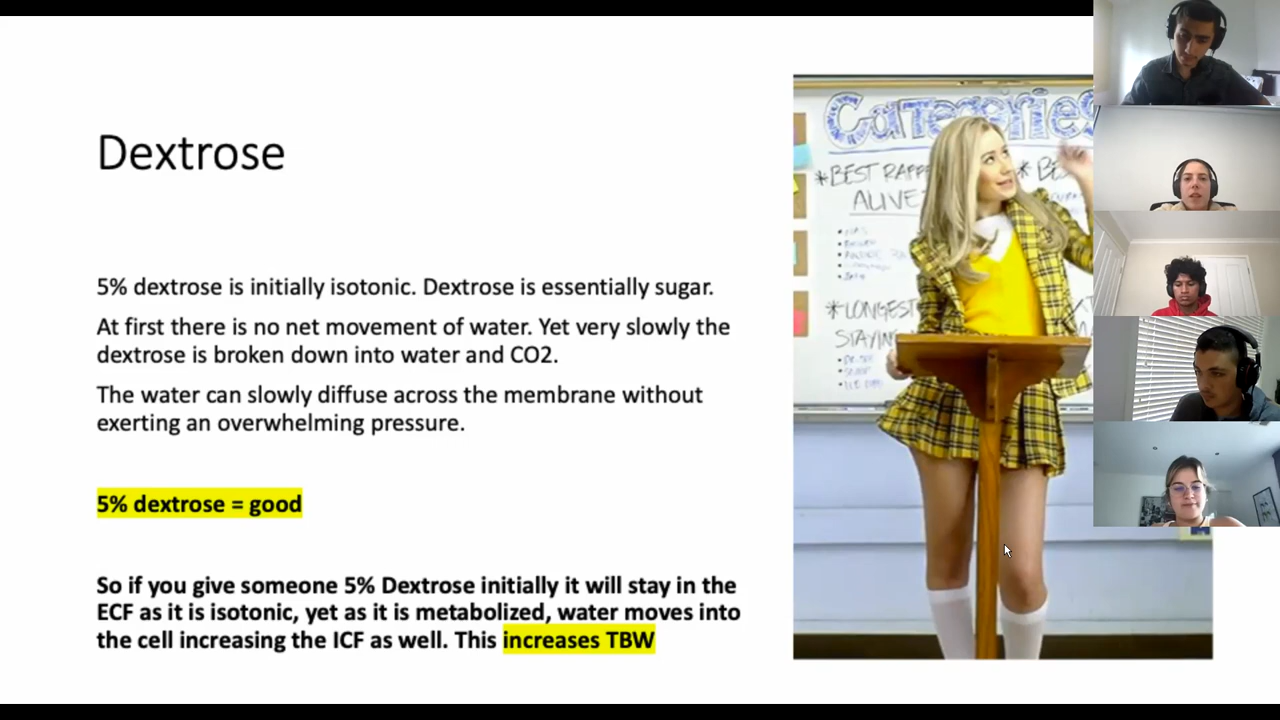 Dextrose
5% dextrose is initially isotonic. Dextrose is essentially sugar.
At first there is no net movement of water. Yet very slowly the
dextrose is broken down into water and CO2.
The water can slowly diffuse across the membrane without
exerting an overwhelming pressure.
5% dextrose = good
So if you give someone 5% Dextrose initially it will stay in the
ECF as it is isotonic, yet as it is metabolized, water moves into
the cell increasing the ICF as well. This increases TBW
Categories
*BEST RAPP
ALIVE
*LONGEST
STAYIN